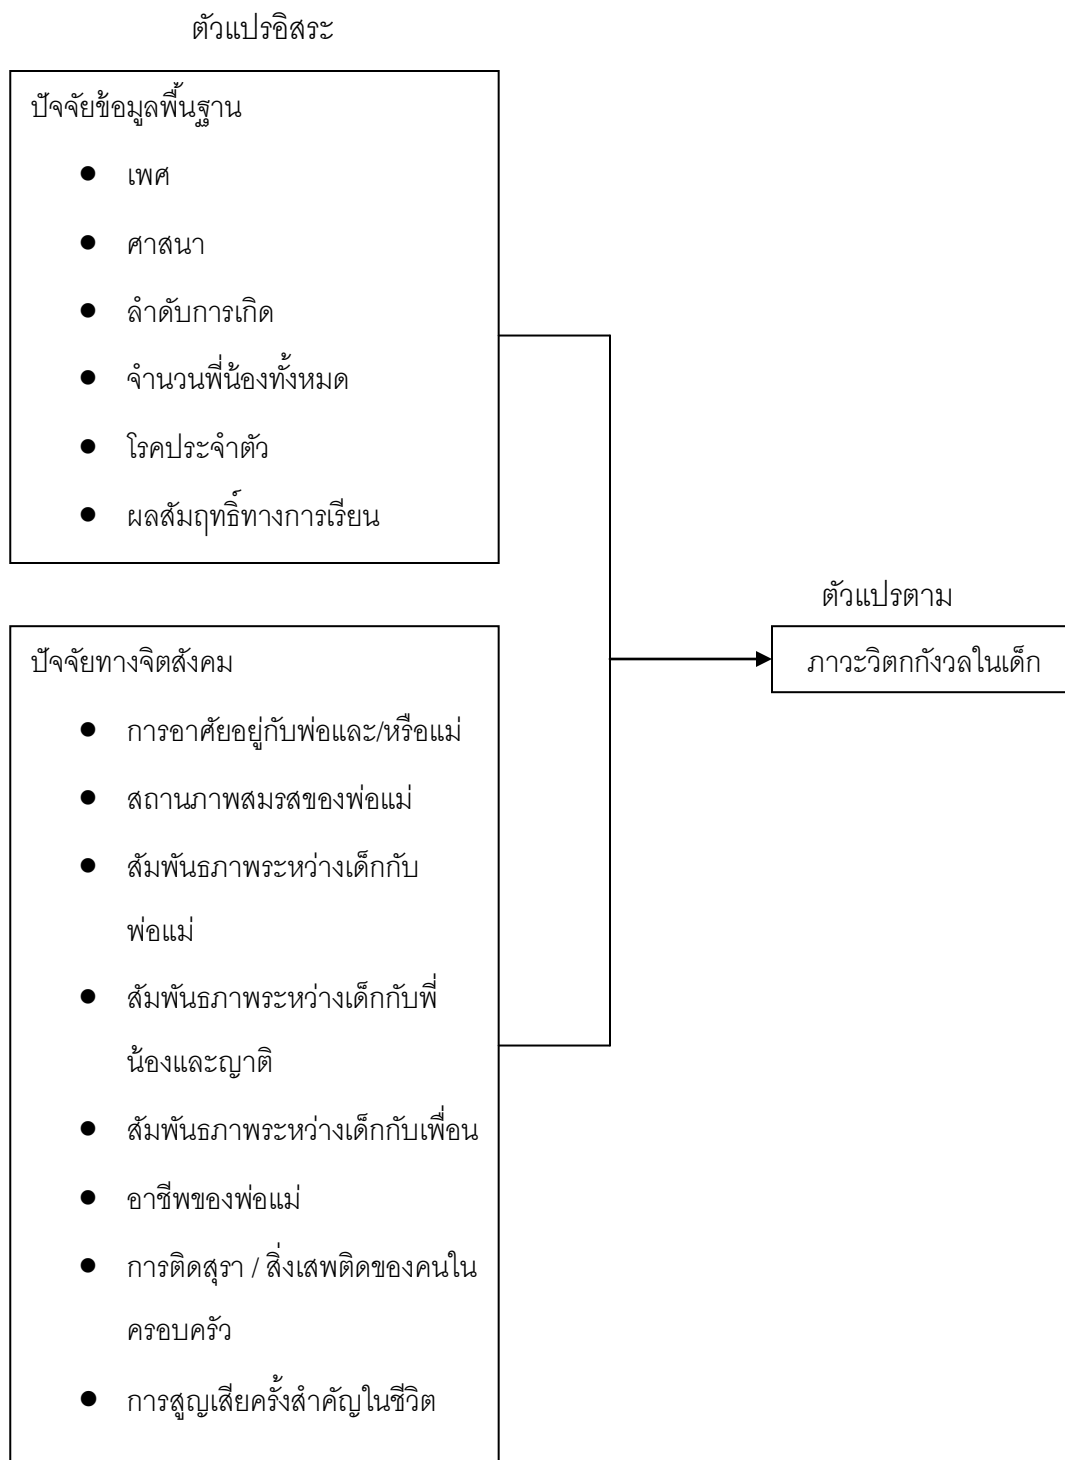 ตัวแปรอิสระ
ปัจจัยข้อมูลพื้นฐาน
● เพศ
● ศาสนา
● ลำดับการเกิด
● จำนวนพี่น้องทั้งหมด
● โรคประจำตัว
● ผลสัมฤทธิ์ทางการเรียน
ตัวแปรตาม
ภาวะวิตกกังวลในเด็ก
ปัจจัยทางจิตสังคม
● การอาศัยอยู่กับพ่อและ/หรือแม่
● สถานภาพสมรสของพ่อแม่
● สัมพันธภาพระหว่างเด็กกับ
พ่อแม่
● สัมพันธภาพระหว่างเด็กกับพี่
น้องและญาติ
● สัมพันธภาพระหว่างเด็กกับเพื่อน
● อาชีพของพ่อแม่
● การติดสุรา / สิ่งเสพติดของคนใน
ครอบครัว
● การสูญเสียครั้งสำคัญในชีวิต